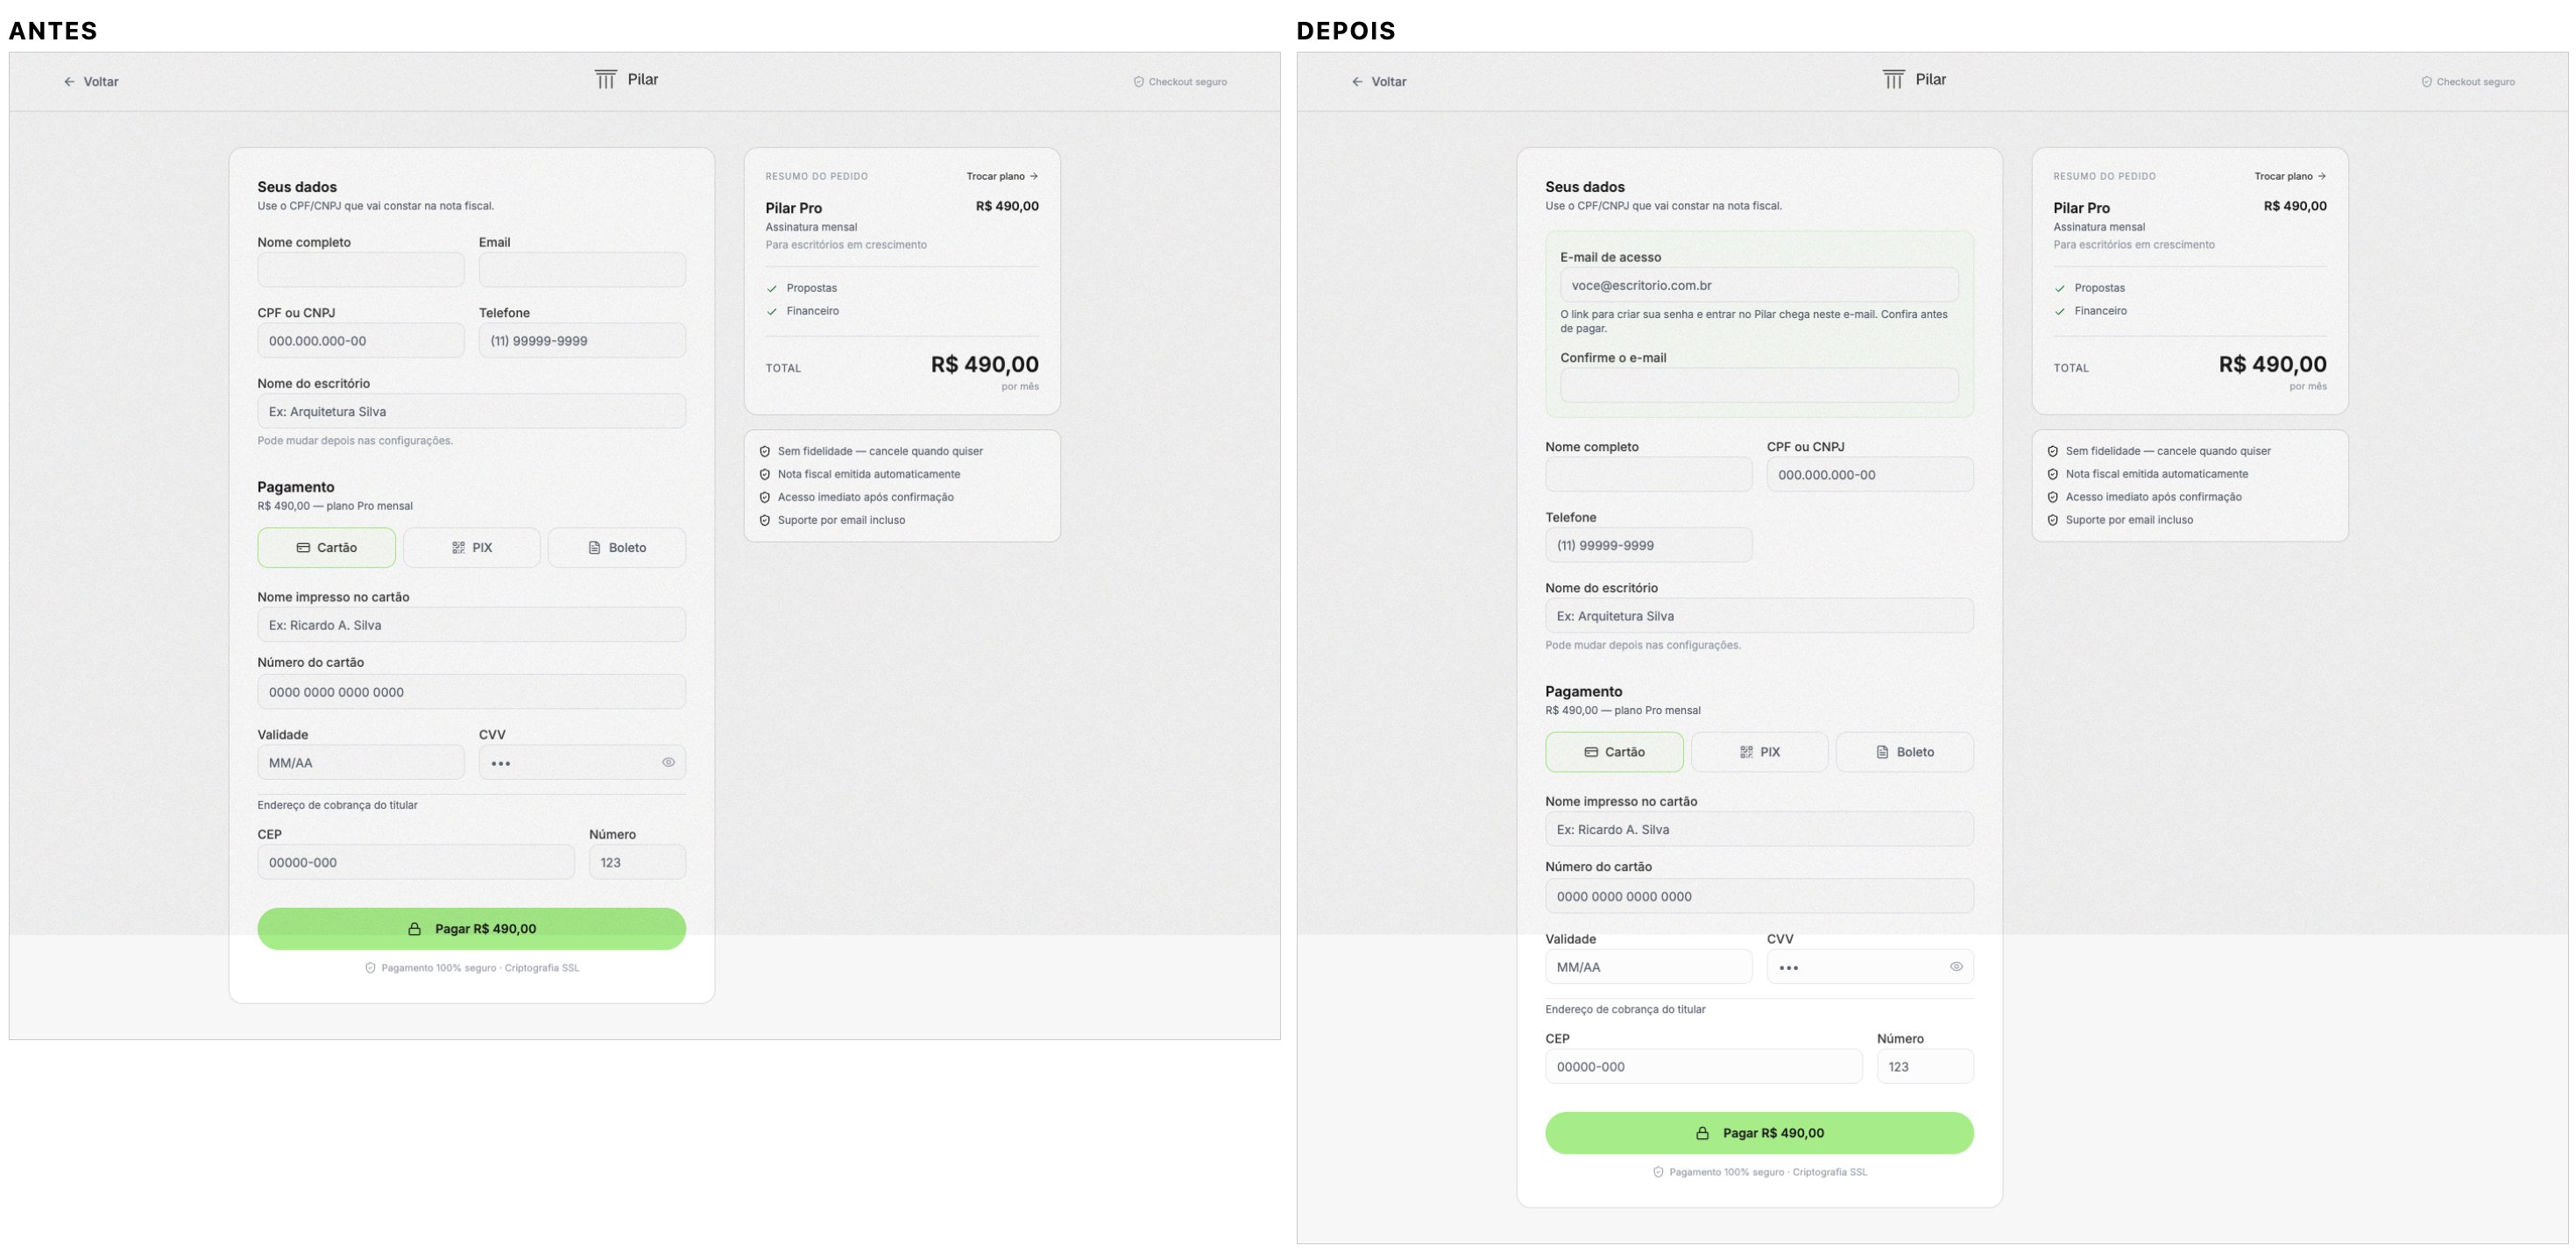 ANTES
Voltar
Pilar
Checkout seguro
Seus dados
Use o CPF/CNPJ que vai constar na nota fiscal.
Nome completo
Email
CPF ou CNPJ
Telefone
000.000.000-00
(11) 99999-9999
Nome do escritório
Ex: Arquitetura Silva
Pode mudar depois nas configurações.
Pagamento
R$ 490,00 — plano Pro mensal
Cartão
PIX
Boleto
Nome impresso no cartão
Ex: Ricardo A. Silva
Número do cartão
0000 0000 0000 0000
Validade
CVV
MM/AA
•••
Endereço de cobrança do titular
CEP
Número
00000-000
123
Pagar R$ 490,00
Pagamento 100% seguro · Criptografia SSL
RESUMO DO PEDIDO
Trocar plano →
Pilar Pro
R$ 490,00
Assinatura mensal
Para escritórios em crescimento
Propostas
Financeiro
TOTAL
R$ 490,00
por mês
Sem fidelidade — cancele quando quiser
Nota fiscal emitida automaticamente
Acesso imediato após confirmação
Suporte por email incluso
DEPOIS
Voltar
Pilar
Checkout seguro
Seus dados
Use o CPF/CNPJ que vai constar na nota fiscal.
E-mail de acesso
voce@escritorio.com.br
O link para criar sua senha e entrar no Pilar chega neste e-mail. Confira antes
de pagar.
Confirme o e-mail
Nome completo
CPF ou CNPJ
000.000.000-00
Telefone
(11) 99999-9999
Nome do escritório
Ex: Arquitetura Silva
Pode mudar depois nas configurações.
Pagamento
R$ 490,00 — plano Pro mensal
Cartão
PIX
Boleto
Nome impresso no cartão
Ex: Ricardo A. Silva
Número do cartão
0000 0000 0000 0000
Validade
CVV
MM/AA
•••
Endereço de cobrança do titular
CEP
Número
00000-000
123
Pagar R$ 490,00
Pagamento 100% seguro · Criptografia SSL
RESUMO DO PEDIDO
Trocar plano →
Pilar Pro
R$ 490,00
Assinatura mensal
Para escritórios em crescimento
Propostas
Financeiro
TOTAL
R$ 490,00
por mês
Sem fidelidade — cancele quando quiser
Nota fiscal emitida automaticamente
Acesso imediato após confirmação
Suporte por email incluso